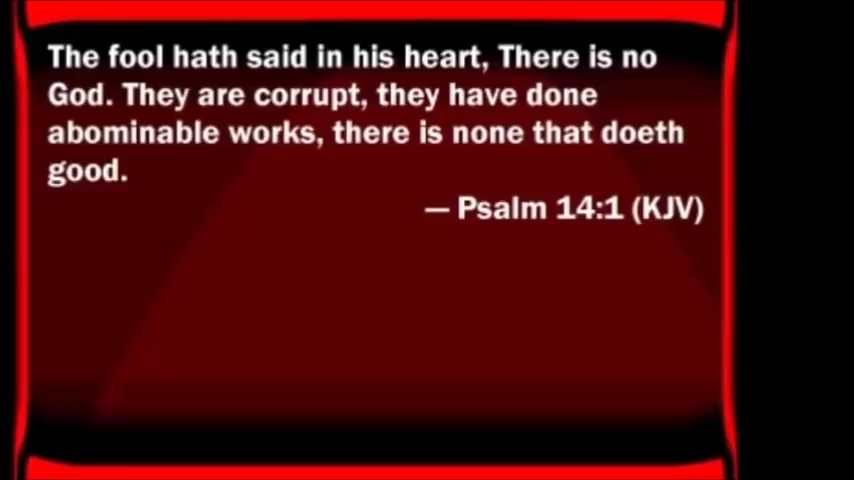 The fool hath said in his heart, There is no
God. They are corrupt, they have done
abominable works, there is none that doeth
good.
— Psalm 14:1 (KJV)